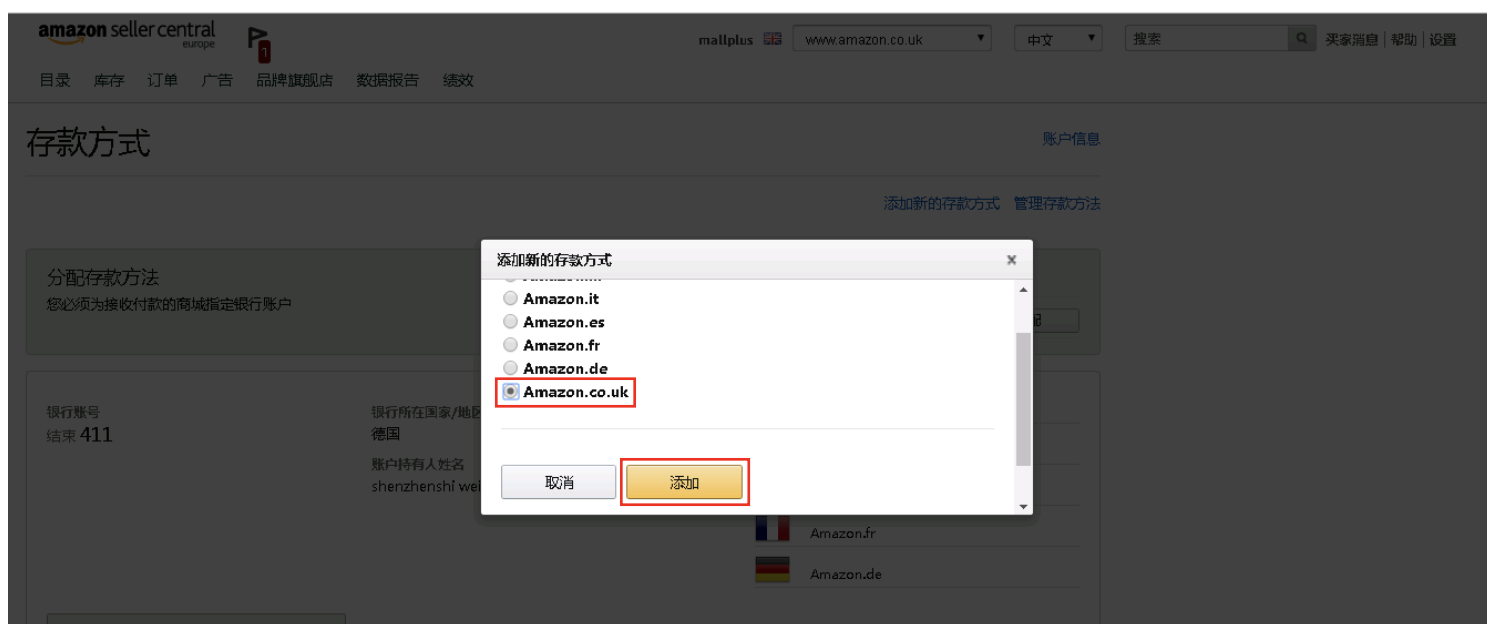 amazon seller central
europe
1
mallplus
www.amazon.co.uk
中文
搜索
买家消息 | 帮助 | 设置
目录 库存 订单 广告 品牌旗舰店 数据报告 绩效
存款方式
账户信息
添加新的存款方式 管理存款方法
分配存款方法
您必须为接收付款的商城指定银行账户
添加新的存款方式
×
Amazon.it
Amazon.es
Amazon.fr
Amazon.de
Amazon.co.uk
取消
添加
银行账号
结束 411
银行所在国家/地区
德国
账户持有人姓名
shenzhenshi wei
Amazon.fr
Amazon.de